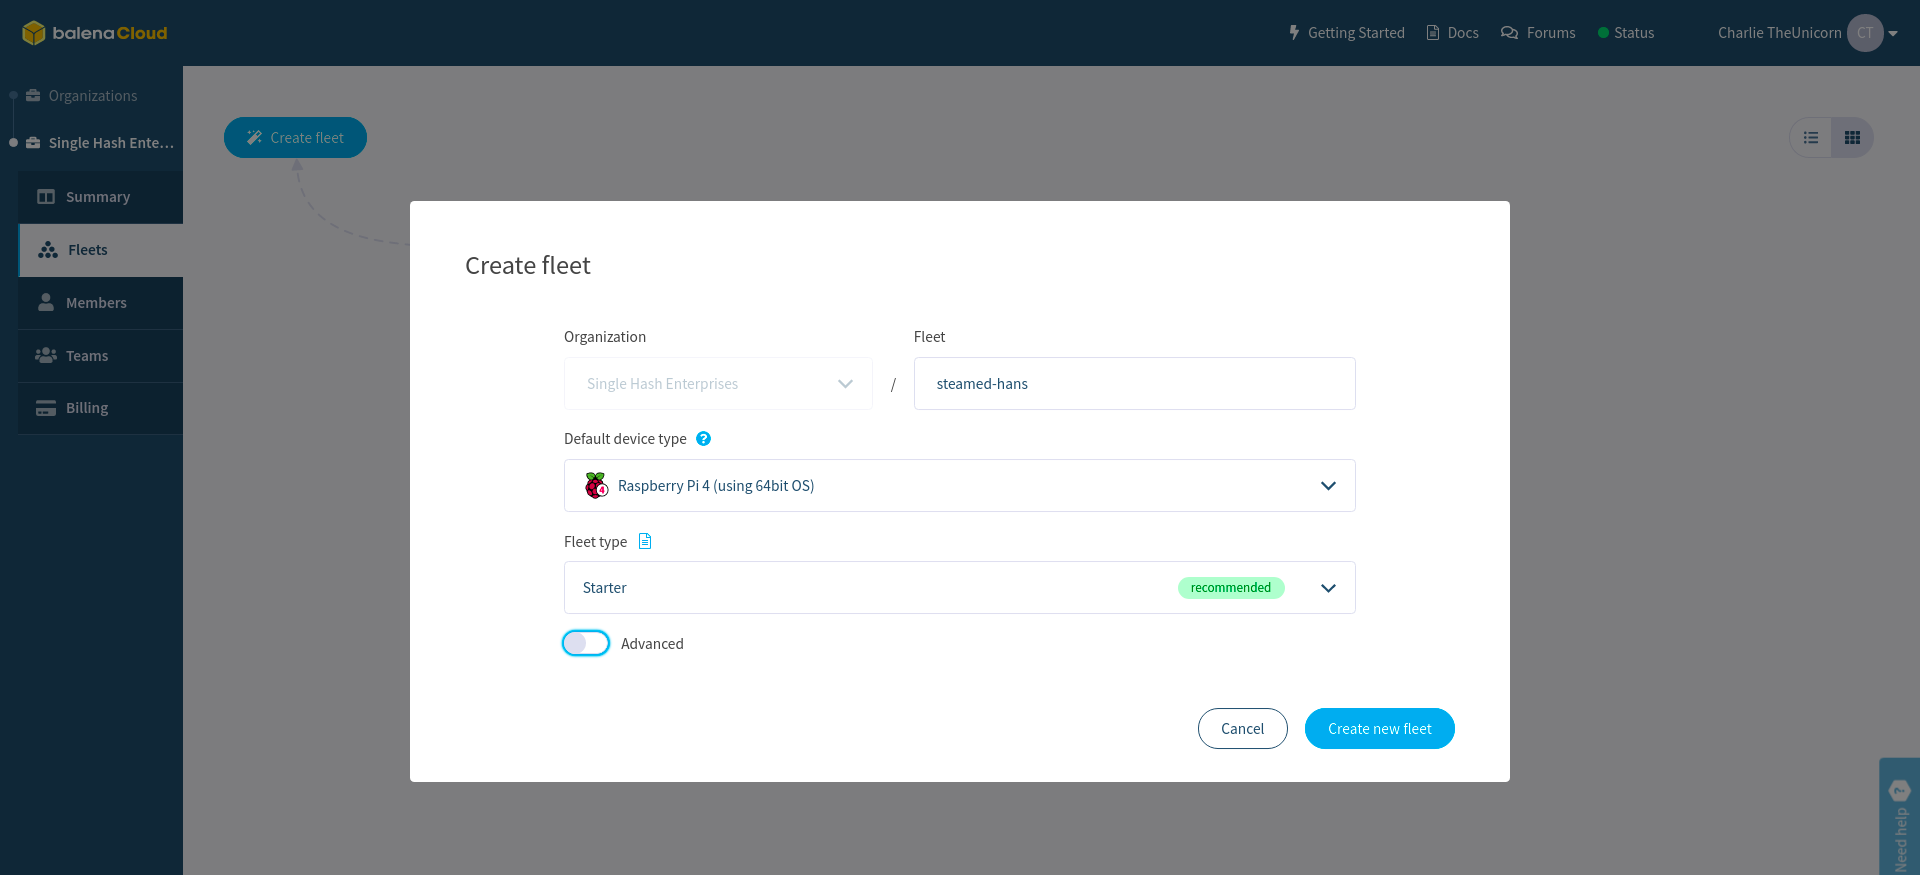 balenaCloud
Getting Started
Docs
Forums
Status
Charlie TheUnicorn
CT
Organizations
Single Hash Ente...
Summary
Fleets
Members
Teams
Billing
Create fleet
Create fleet
Organization
Fleet
Single Hash Enterprises
/
steamed-hans
Default device type
?
4
Raspberry Pi 4 (using 64bit OS)
Fleet type
Starter
recommended
Advanced
Cancel
Create new fleet
Need help
?